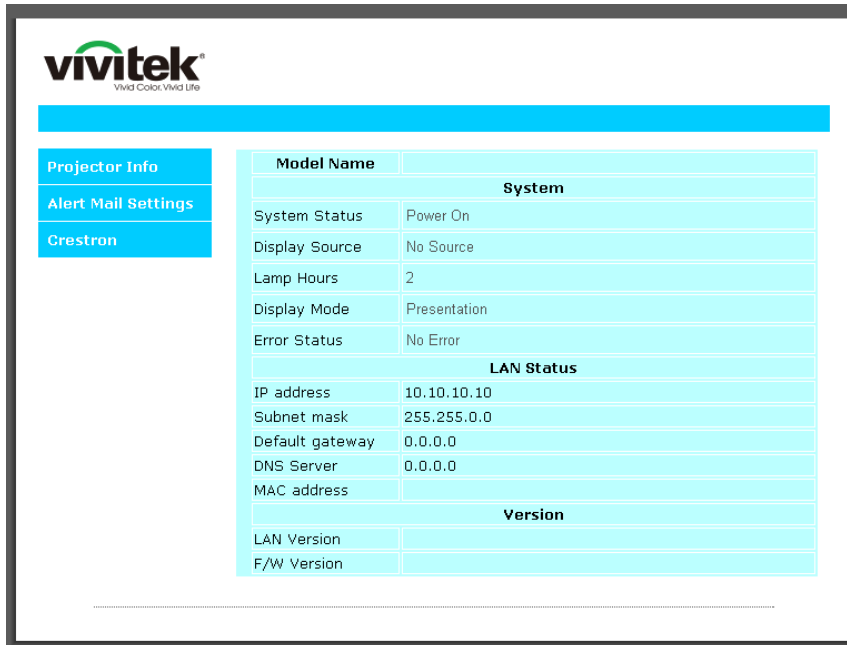 vivitek®
Vivid Color. Vivid Life
Projector Info
Alert Mail Settings
Crestron
Model Name
System
System Status Power On
Display Source No Source
Lamp Hours 2
Display Mode Presentation
Error Status No Error
LAN Status
IP address 10.10.10.10
Subnet mask 255.255.0.0
Default gateway 0.0.0.0
DNS Server 0.0.0.0
MAC address
Version
LAN Version
F/W Version